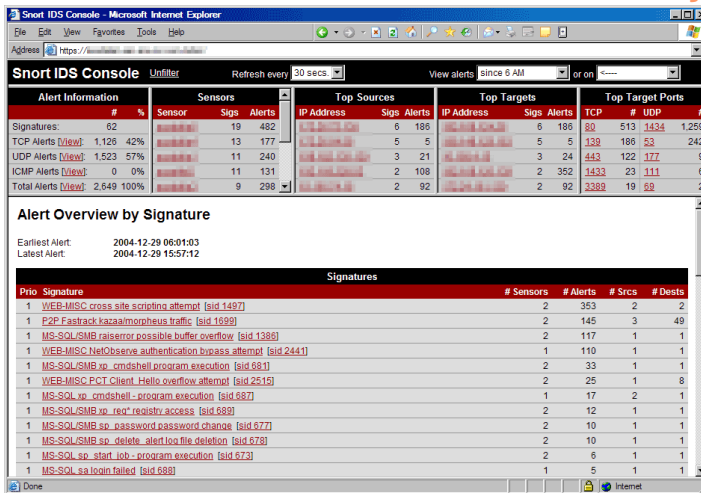 Snort IDS Console - Microsoft Internet Explorer
File Edit View Favorites Tools Help
Address https://
Snort IDS Console Unfilter Refresh every 30 secs. View alerts since 6 AM or on <----
Alert Information
# %
Signatures: 62
TCP Alerts [View]: 1,126 42%
UDP Alerts [View]: 1,523 57%
ICMP Alerts [View]: 0 0%
Total Alerts [View]: 2,649 100%
Sensors
Sensor Sigs Alerts
19 482
13 177
11 240
11 131
9 298
Top Sources
IP Address Sigs Alerts
6 186
5 5
3 21
2 108
2 92
Top Targets
IP Address Sigs Alerts
6 186
5 5
3 24
2 352
2 92
Top Target Ports
TCP # UDP #
80 513 1434 1,259
139 186 53 242
443 122 177
1433 23 111
3389 19 69
Alert Overview by Signature
Earliest Alert: 2004-12-29 06:01:03
Latest Alert: 2004-12-29 15:57:12
Signatures
Prio Signature # Sensors # Alerts # Srcs # Dests
1 WEB-MISC cross site scripting attempt [sid 1497] 2 353 2 2
1 P2P Fastrack kazaa/morpheus traffic [sid 1699] 2 145 3 49
1 MS-SQL/SMB raiserror possible buffer overflow [sid 1386] 2 117 1 1
1 WEB-MISC NetObserve authentication bypass attempt [sid 2441] 1 110 1 1
1 MS-SQL/SMB xp_cmdshell program execution [sid 681] 2 33 1 1
1 WEB-MISC PCT Client_Hello overflow attempt [sid 2515] 2 25 1 8
1 MS-SQL xp_cmdshell - program execution [sid 687] 1 17 2 1
1 MS-SQL/SMB xp_reg* registry access [sid 689] 2 12 1 1
1 MS-SQL/SMB sp_password password change [sid 677] 2 10 1 1
1 MS-SQL/SMB sp_delete_alert log file deletion [sid 678] 2 10 1 1
1 MS-SQL sp_start_job - program execution [sid 673] 2 6 1 1
1 MS-SQL sa login failed [sid 688] 1 5 1 1
Done Internet